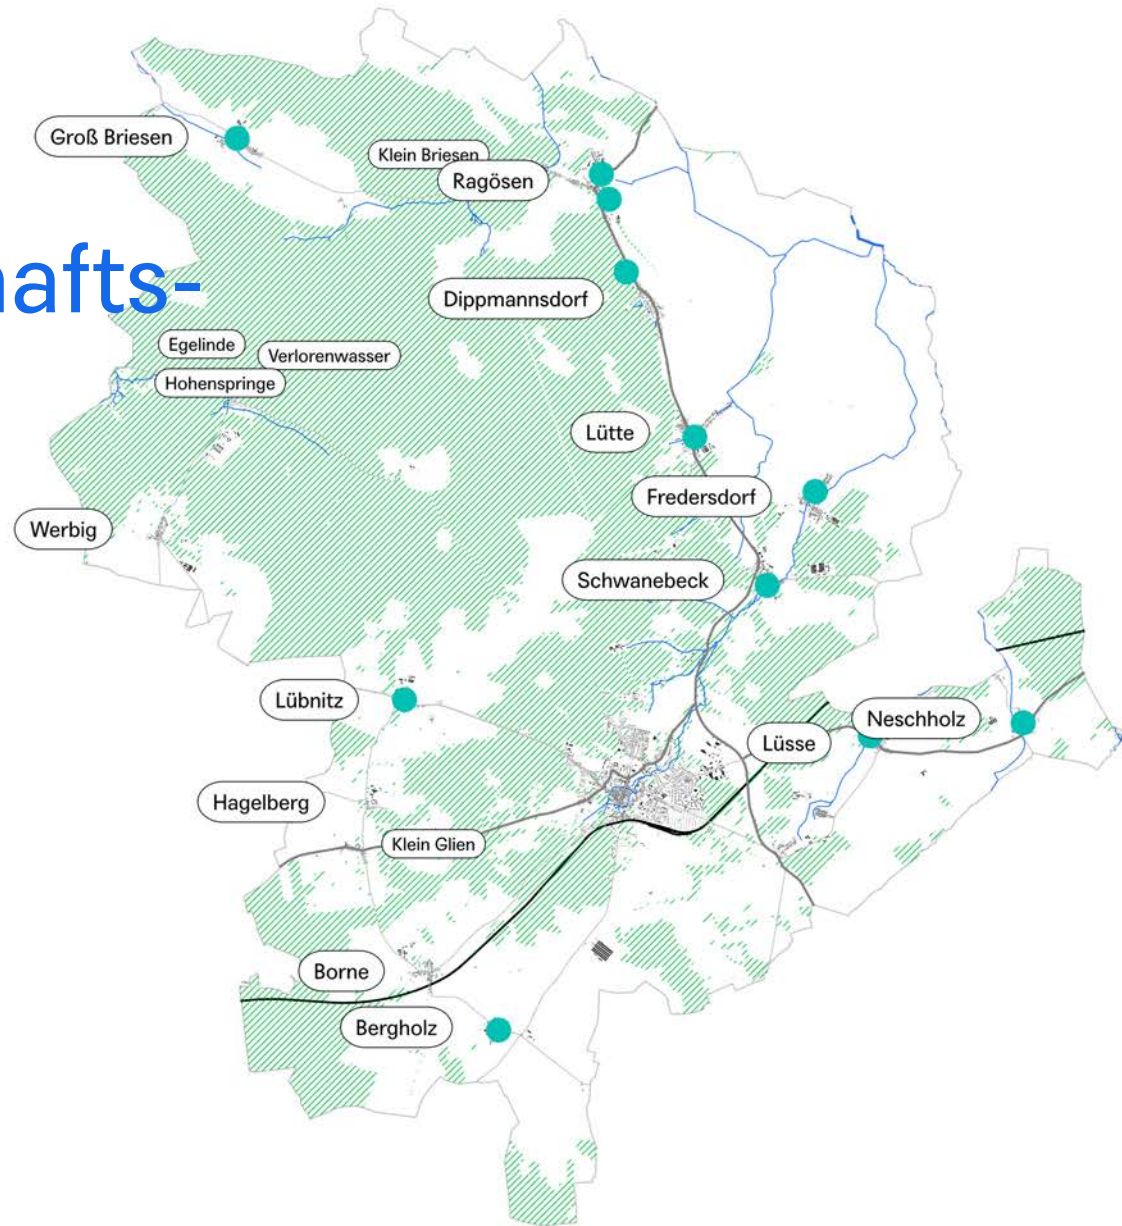 Groß Briesen
Klein Briesen
Ragösen
hafts-
Dippmannsdorf
Egelinde
Verlorenwasser
Hohenspringe
Lütte
Fredersdorf
Werbig
Schwanebeck
Lübnitz
Neschholz
Lüsse
Hagelberg
Klein Glien
Borne
Bergholz